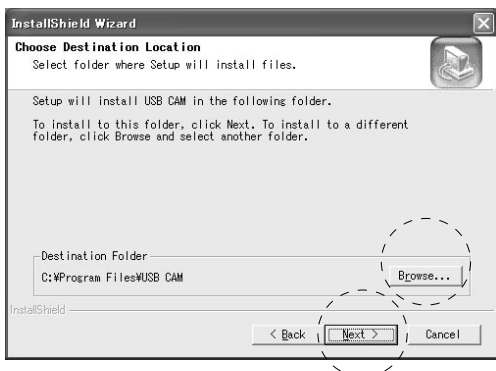 InstallShield Wizard
Choose Destination Location
Select folder where Setup will install files.
Setup will install USB CAM in the following folder.
To install to this folder, click Next. To install to a different
folder, click Browse and select another folder.
Destination Folder
C:¥Program Files¥USB CAM
Browse...
InstallShield
< Back
Next >
Cancel